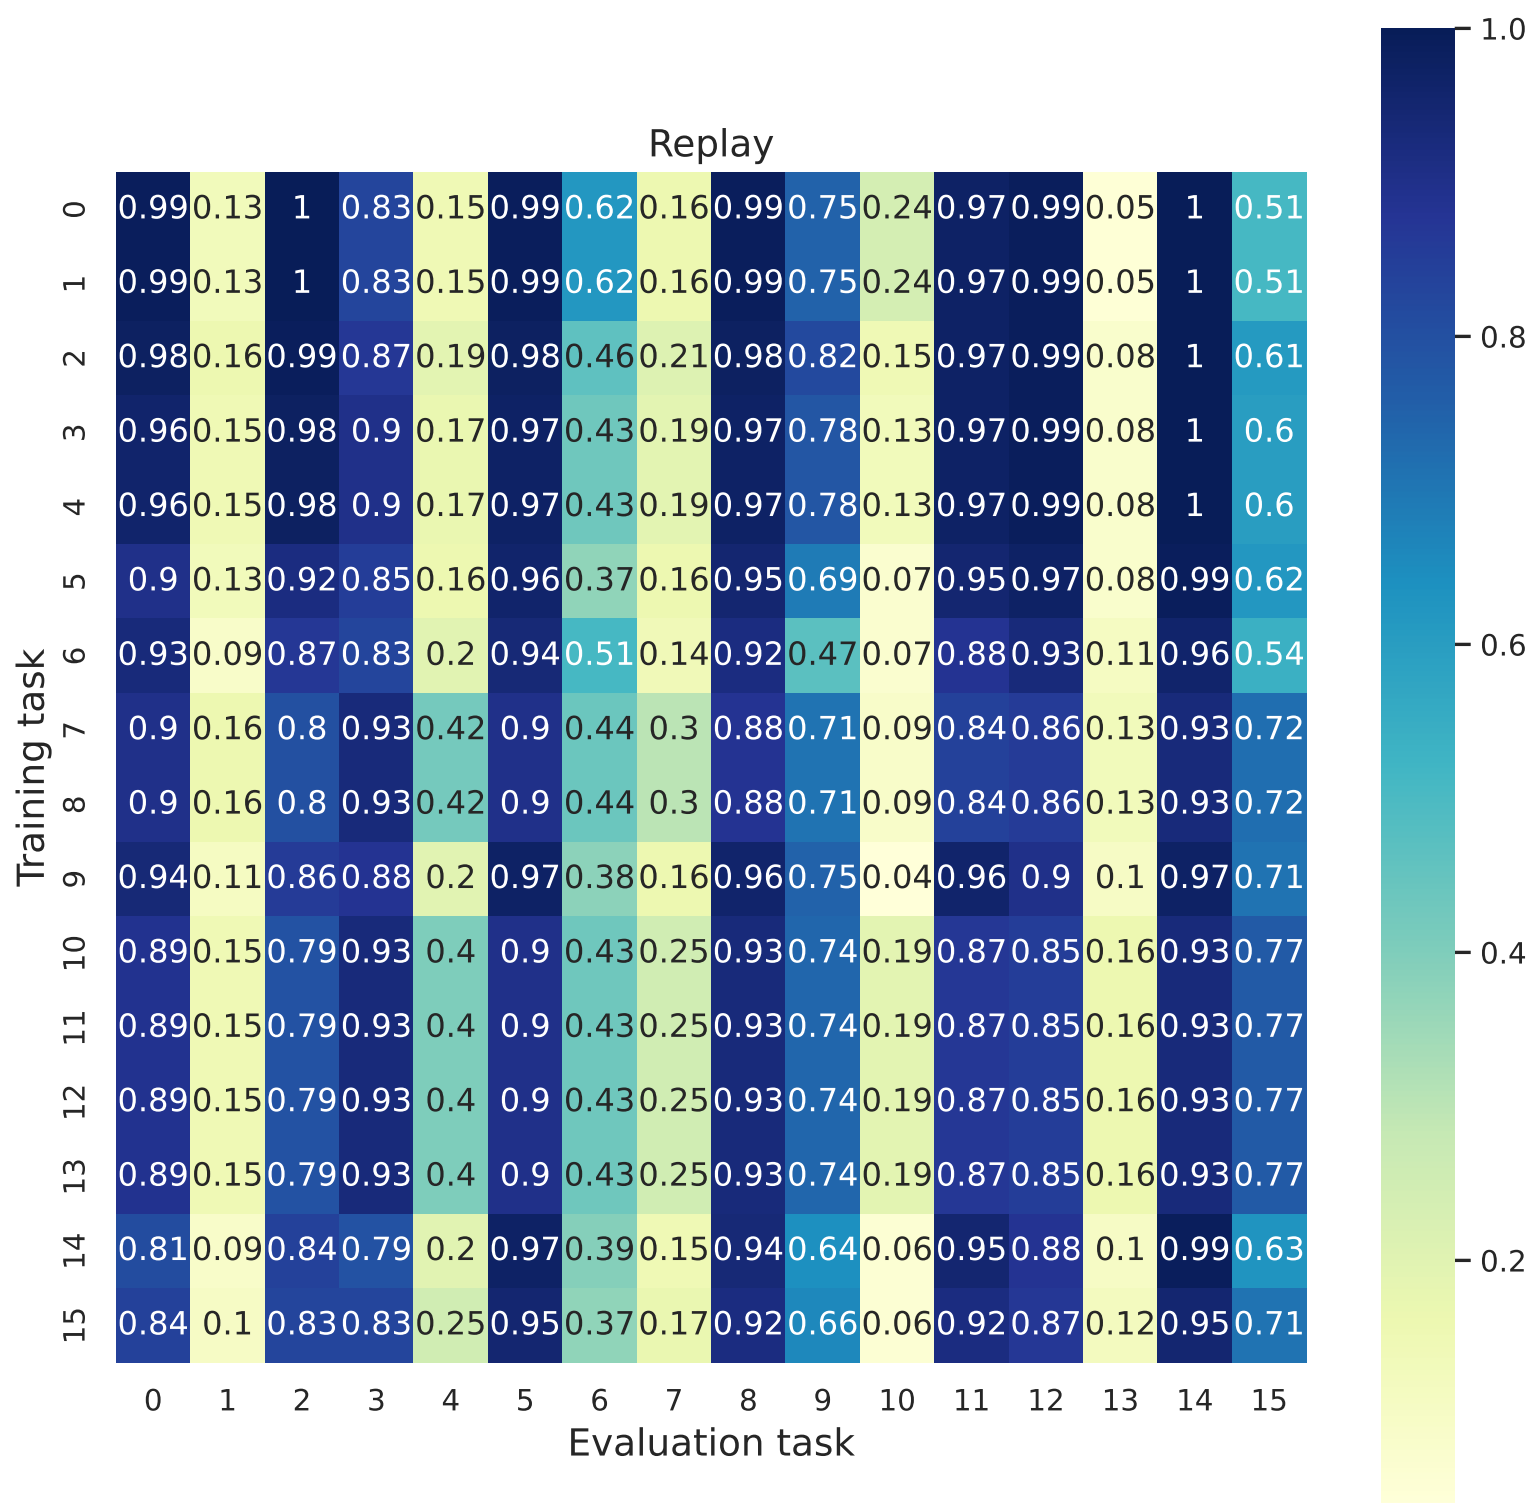 Replay
0 0.99 0.13 1 0.83 0.15 0.99 0.62 0.16 0.99 0.75 0.24 0.97 0.99 0.05 1 0.51
1 0.99 0.13 1 0.83 0.15 0.99 0.62 0.16 0.99 0.75 0.24 0.97 0.99 0.05 1 0.51
2 0.98 0.16 0.99 0.87 0.19 0.98 0.46 0.21 0.98 0.82 0.15 0.97 0.99 0.08 1 0.61
3 0.96 0.15 0.98 0.9 0.17 0.97 0.43 0.19 0.97 0.78 0.13 0.97 0.99 0.08 1 0.6
4 0.96 0.15 0.98 0.9 0.17 0.97 0.43 0.19 0.97 0.78 0.13 0.97 0.99 0.08 1 0.6
5 0.9 0.13 0.92 0.85 0.16 0.96 0.37 0.16 0.95 0.69 0.07 0.95 0.97 0.08 0.99 0.62
6 0.93 0.09 0.87 0.83 0.2 0.94 0.51 0.14 0.92 0.47 0.07 0.88 0.93 0.11 0.96 0.54
7 0.9 0.16 0.8 0.93 0.42 0.9 0.44 0.3 0.88 0.71 0.09 0.84 0.86 0.13 0.93 0.72
8 0.9 0.16 0.8 0.93 0.42 0.9 0.44 0.3 0.88 0.71 0.09 0.84 0.86 0.13 0.93 0.72
9 0.94 0.11 0.86 0.88 0.2 0.97 0.38 0.16 0.96 0.75 0.04 0.96 0.9 0.1 0.97 0.71
10 0.89 0.15 0.79 0.93 0.4 0.9 0.43 0.25 0.93 0.74 0.19 0.87 0.85 0.16 0.93 0.77
11 0.89 0.15 0.79 0.93 0.4 0.9 0.43 0.25 0.93 0.74 0.19 0.87 0.85 0.16 0.93 0.77
12 0.89 0.15 0.79 0.93 0.4 0.9 0.43 0.25 0.93 0.74 0.19 0.87 0.85 0.16 0.93 0.77
13 0.89 0.15 0.79 0.93 0.4 0.9 0.43 0.25 0.93 0.74 0.19 0.87 0.85 0.16 0.93 0.77
14 0.81 0.09 0.84 0.79 0.2 0.97 0.39 0.15 0.94 0.64 0.06 0.95 0.88 0.1 0.99 0.63
15 0.84 0.1 0.83 0.83 0.25 0.95 0.37 0.17 0.92 0.66 0.06 0.92 0.87 0.12 0.95 0.71
0 1 2 3 4 5 6 7 8 9 10 11 12 13 14 15
Evaluation task
Training task
1.0
0.8
0.6
0.4
0.2